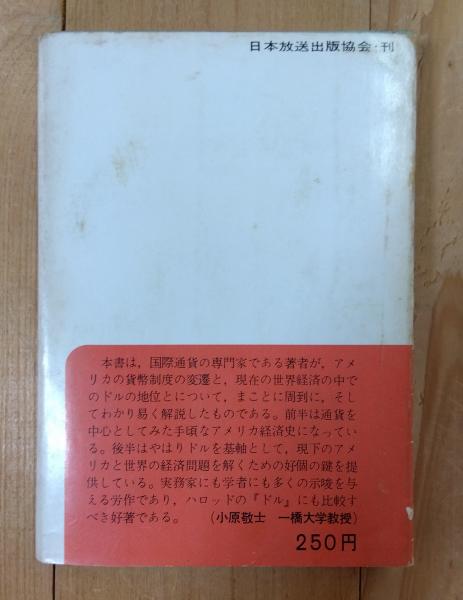 日本放送出版協会・刊
本書は，国際通貨の専門家である著者が，アメ
リカの貨幣制度の変遷と，現在の世界経済の中で
のドルの地位とについて，まことに周到に，そし
てわかり易く解説したものである。前半は通貨を
中心としてみた手頃なアメリカ経済史になってい
る。後半はやはりドルを基軸として，現下のアメ
リカと世界の経済問題を解くための好個の鍵を提
供している。実務家にも学者にも多くの示唆を与
える労作であり，ハロッドの『ドル』にも比較す
べき好著である。 （小原敬士 一橋大学教授）
250円